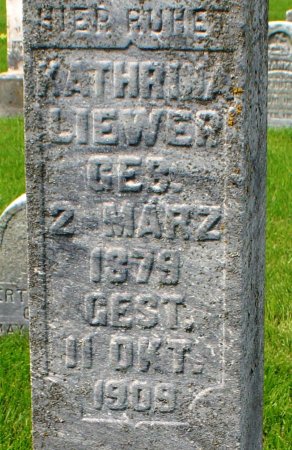 HIER RUHET
KATHRINA
LIEWER
GEB.
2 MÄRZ
1879
GEST.
11 OKT.
1909